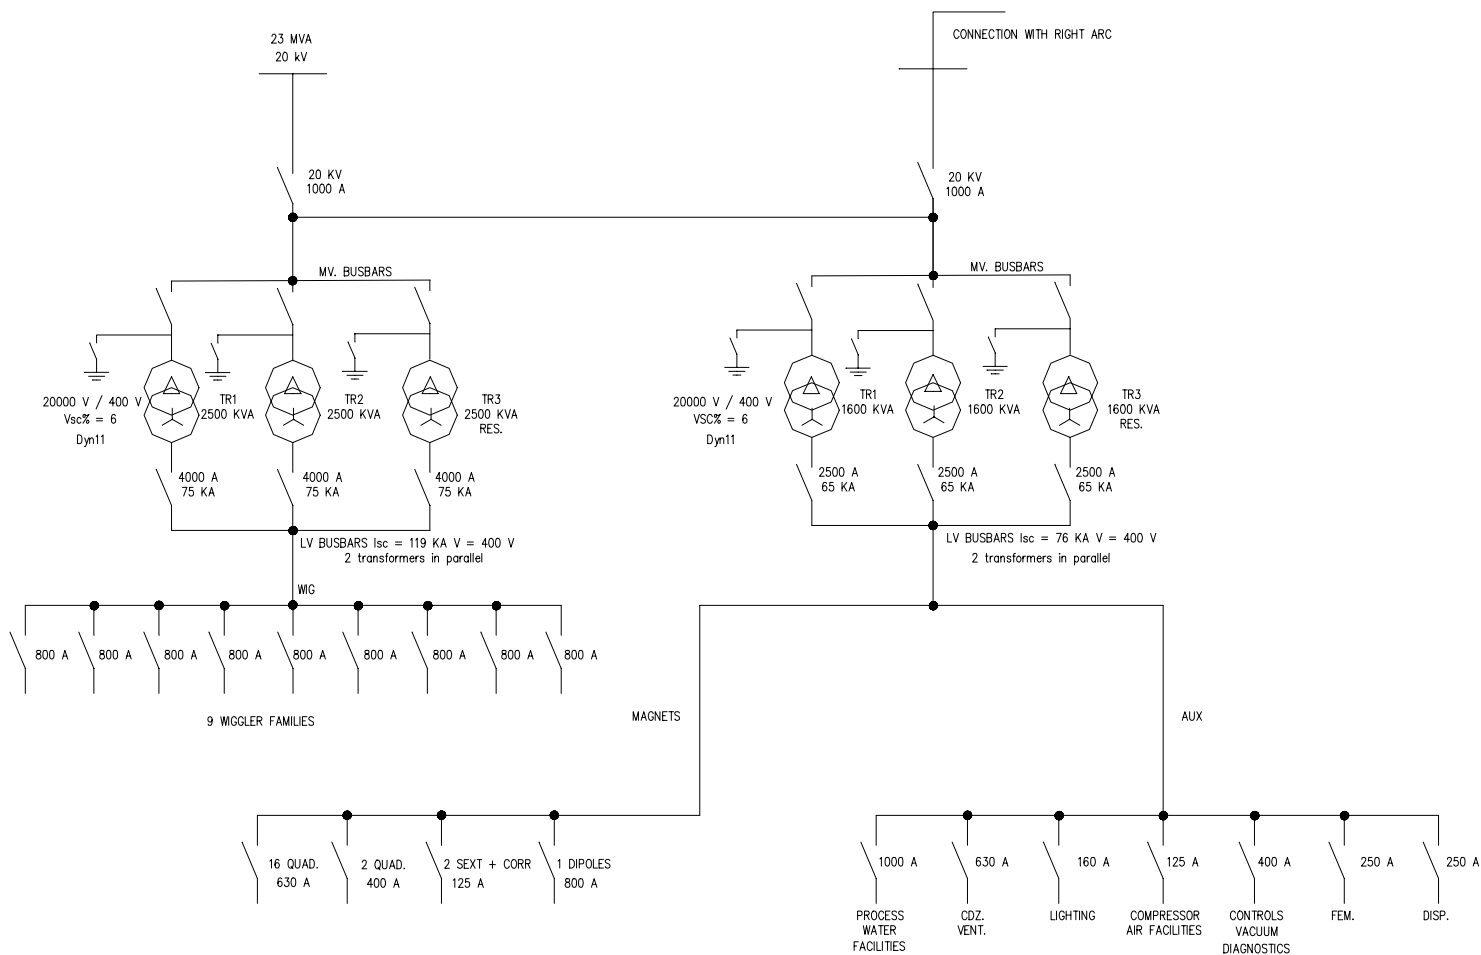 23 MVA
20 kV
CONNECTION WITH RIGHT ARC
20 KV
1000 A
20 KV
1000 A
MV. BUSBARS
MV. BUSBARS
20000 V / 400 V
Vsc% = 6
Dyn11
TR1
2500 KVA
TR2
2500 KVA
TR3
2500 KVA
RES.
20000 V / 400 V
VSC% = 6
Dyn11
TR1
1600 KVA
TR2
1600 KVA
TR3
1600 KVA
RES.
4000 A
75 KA
4000 A
75 KA
4000 A
75 KA
2500 A
65 KA
2500 A
65 KA
2500 A
65 KA
LV BUSBARS Isc = 119 KA V = 400 V
2 transformers in parallel
LV BUSBARS Isc = 76 KA V = 400 V
2 transformers in parallel
WIG
800 A
800 A
800 A
800 A
800 A
800 A
800 A
800 A
800 A
9 WIGGLER FAMILIES
MAGNETS
AUX
16 QUAD.
630 A
2 QUAD.
400 A
2 SEXT + CORR
125 A
1 DIPOLES
800 A
1000 A
630 A
160 A
125 A
400 A
250 A
250 A
PROCESS
WATER
FACILITIES
CDZ.
VENT.
LIGHTING
COMPRESSOR
AIR FACILITIES
CONTROLS
VACUUM
DIAGNOSTICS
FEM.
DISP.